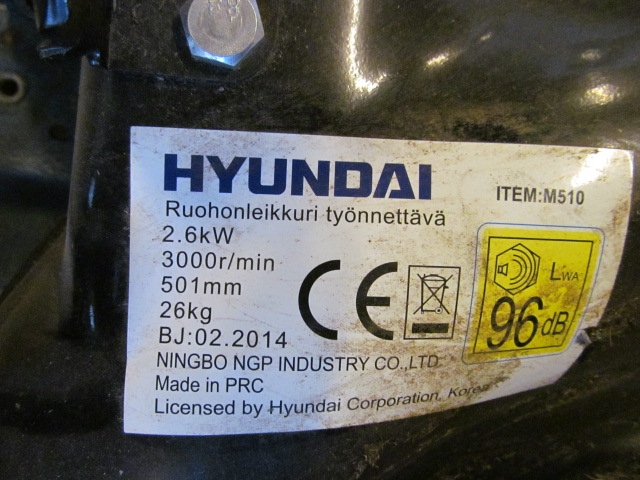 HYUNDAI
ITEM:M510
Ruohonleikkuri työnnettävä
2.6kW
3000r/min
501mm
26kg
BJ:02.2014
CE
LWA
96dB
NINGBO NGP INDUSTRY CO.,LTD
Made in PRC
Licensed by Hyundai Corporation, Korea